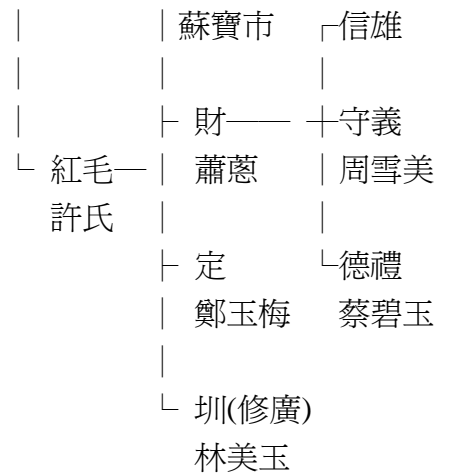 蘇寶市 信雄
財 守義
紅毛 蕭蔥 周雪美
許氏
定 德禮
鄭玉梅 蔡碧玉
圳(修廣)
林美玉